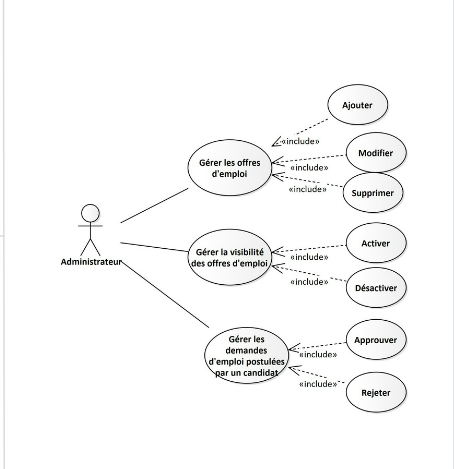 Ajouter
«include»
Gérer les offres
d'emploi
Modifier
«include»
Supprimer
«include»
Administrateur
Gérer la visibilité
des offres d'emploi
Activer
«include»
Désactiver
«include»
Gérer les
demandes
d'emploi postulées
par un candidat
Approuver
«include»
Rejeter
«include»